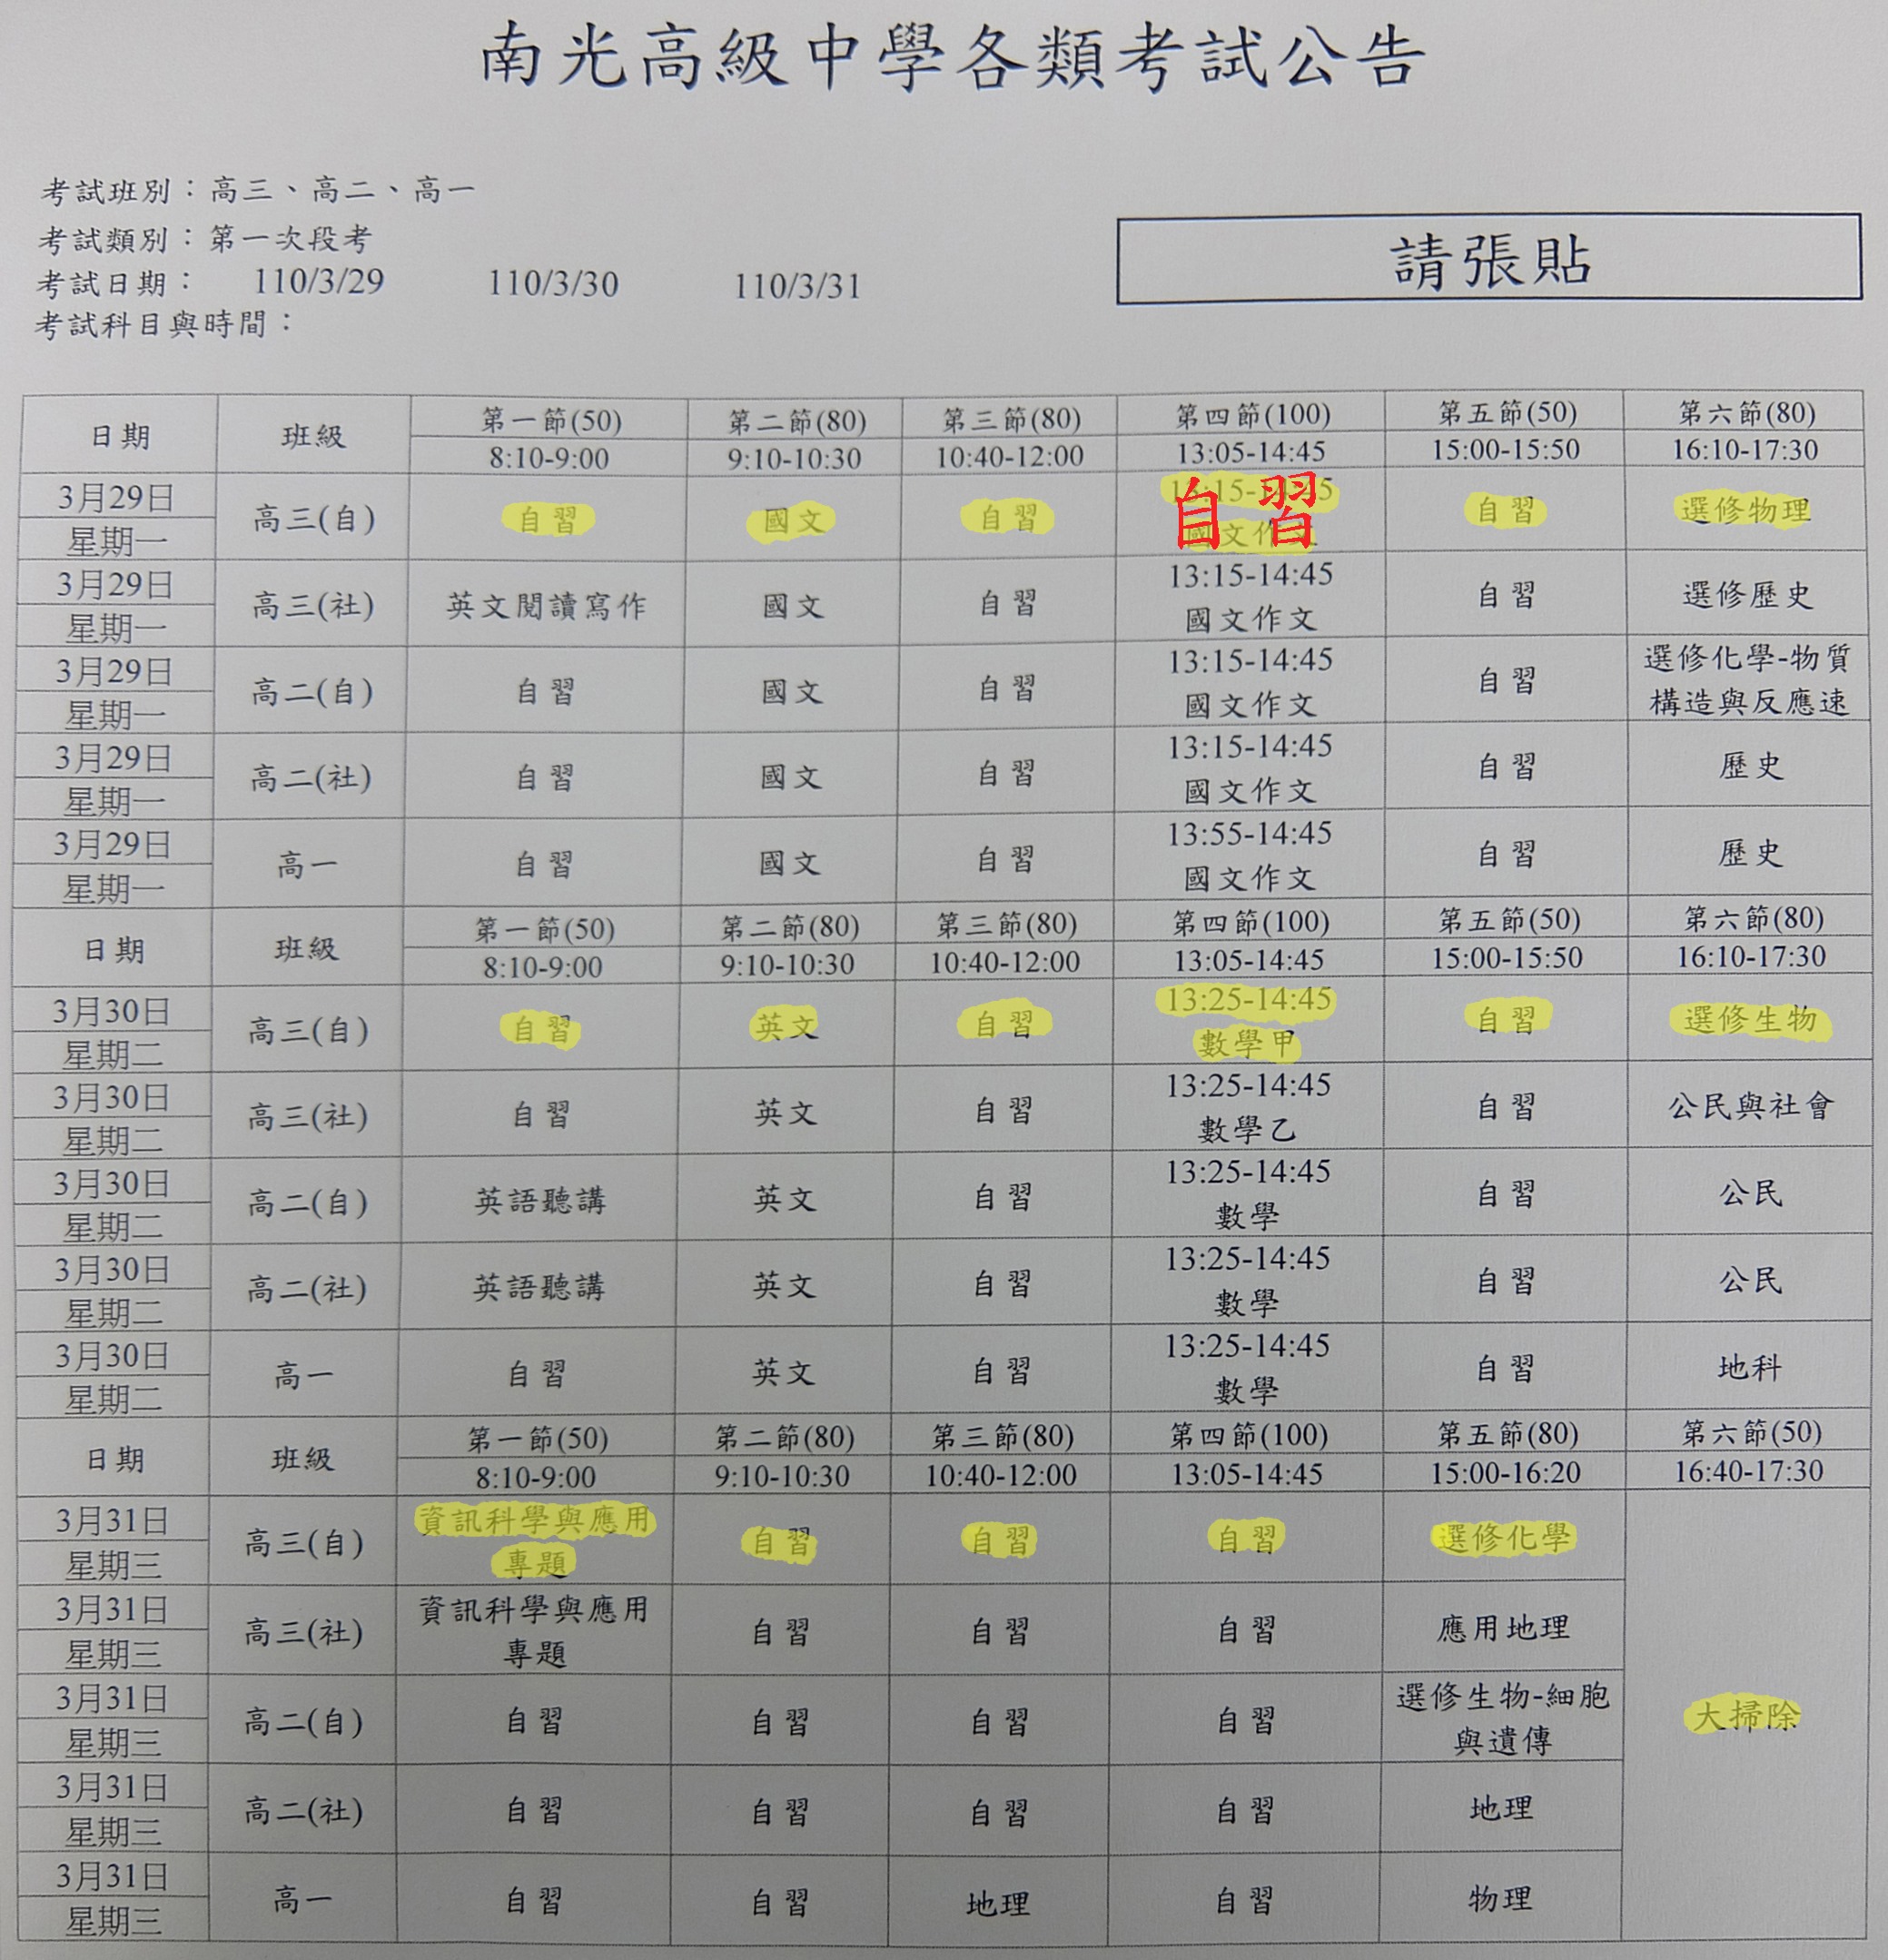 南光高級中學各類考試公告
考試班別：高三、高二、高一
考試類別：第一次段考
考試日期： 110/3/29 110/3/30 110/3/31
請張貼
考試科目與時間：
日期 班級 第一節(50) 第二節(80) 第三節(80) 第四節(100) 第五節(50) 第六節(80)
8:10-9:00 9:10-10:30 10:40-12:00 13:05-14:45 15:00-15:50 16:10-17:30
3月29日 高三(自) 自習 國文 自習 13:15-14:45 自習 選修物理
星期一 國文作文
自習
3月29日 高三(社) 英文閱讀寫作 國文 自習 13:15-14:45 自習 選修歷史
星期一 國文作文
3月29日 高二(自) 自習 國文 自習 13:15-14:45 自習 選修化學-物質
星期一 國文作文 構造與反應速
3月29日 高二(社) 自習 國文 自習 13:15-14:45 自習 歷史
星期一 國文作文
3月29日 高一 自習 國文 自習 13:55-14:45 自習 歷史
星期一 國文作文
日期 班級 第一節(50) 第二節(80) 第三節(80) 第四節(100) 第五節(50) 第六節(80)
8:10-9:00 9:10-10:30 10:40-12:00 13:05-14:45 15:00-15:50 16:10-17:30
3月30日 高三(自) 自習 英文 自習 13:25-14:45 自習 選修生物
星期二 數學甲
3月30日 高三(社) 自習 英文 自習 13:25-14:45 自習 公民與社會
星期二 數學乙
3月30日 高二(自) 英語聽講 英文 自習 13:25-14:45 自習 公民
星期二 數學
3月30日 高二(社) 英語聽講 英文 自習 13:25-14:45 自習 公民
星期二 數學
3月30日 高一 自習 英文 自習 13:25-14:45 自習 地科
星期二 數學
日期 班級 第一節(50) 第二節(80) 第三節(80) 第四節(100) 第五節(80) 第六節(50)
8:10-9:00 9:10-10:30 10:40-12:00 13:05-14:45 15:00-16:20 16:40-17:30
3月31日 高三(自) 資訊科學與應用 自習 自習 自習 選修化學
星期三 專題
3月31日 高三(社) 資訊科學與應用 自習 自習 自習 應用地理
星期三 專題
3月31日 高二(自) 自習 自習 自習 自習 選修生物-細胞 大掃除
星期三 與遺傳
3月31日 高二(社) 自習 自習 自習 自習 地理
星期三
3月31日 高一 自習 自習 地理 自習 物理
星期三